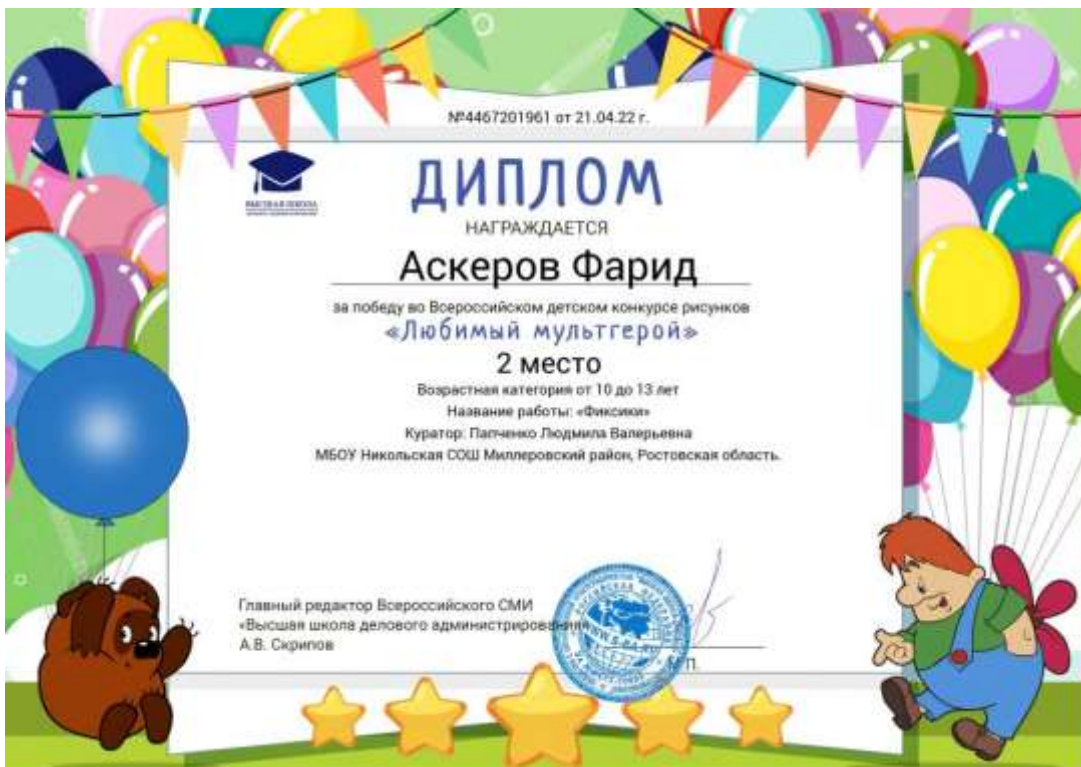 №4467201961 от 21.04.22 г.
ДИПЛОМ
НАГРАЖДАЕТСЯ
Аскеров Фарид
за победу во Всероссийском детском конкурсе рисунков
«Любимый мультгерой»
2 место
Возрастная категория от 10 до 13 лет
Название работы: «Фиксики»
Куратор: Папченко Людмила Валерьевна
МБОУ Никольская СОШ Миллеровский район, Ростовская область.
Главный редактор Всероссийского СМИ
«Высшая школа делового администрирования»
А.В. Скрипов
М.П.